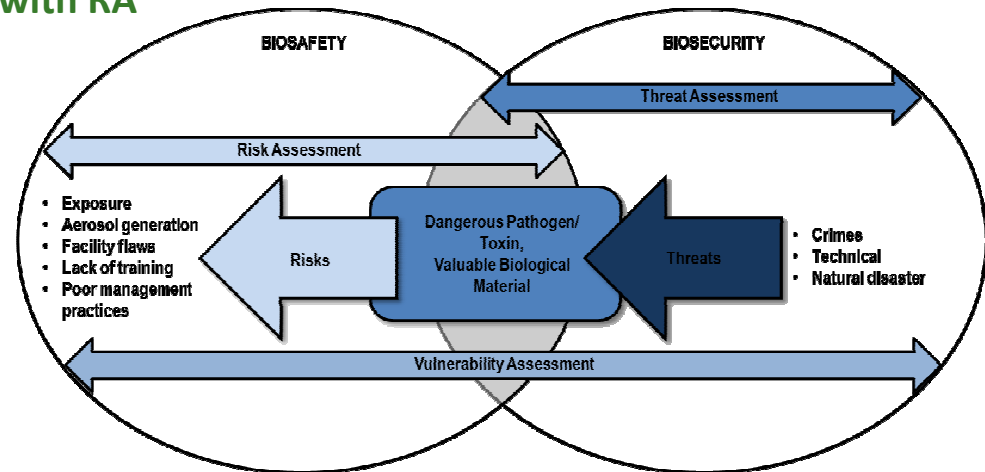 with RA
BIOSAFETY
BIOSECURITY
Threat Assessment
Risk Assessment
• Exposure
• Aerosol generation
• Facility flaws
• Lack of training
• Poor management
practices
Risks
Dangerous Pathogen/
Toxin,
Valuable Biological
Material
Threats
• Crimes
• Technical
• Natural disaster
Vulnerability Assessment